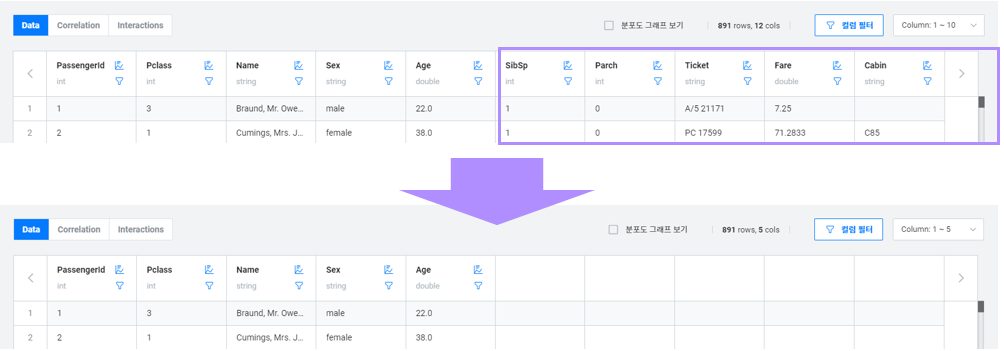 Data Correlation Interactions 분포도 그래프 보기 891 rows, 12 cols 컬럼 필터 Column: 1 ~ 10
PassengerId Pclass Name Sex Age SibSp Parch Ticket Fare Cabin
int int string string double int int string double string
1 1 3 Braund, Mr. Owe... male 22.0 1 0 A/5 21171 7.25
2 2 1 Cumings, Mrs. J... female 38.0 1 0 PC 17599 71.2833 C85
Data Correlation Interactions 분포도 그래프 보기 891 rows, 5 cols 컬럼 필터 Column: 1 ~ 5
PassengerId Pclass Name Sex Age
int int string string double
1 1 3 Braund, Mr. Owe... male 22.0
2 2 1 Cumings, Mrs. J... female 38.0